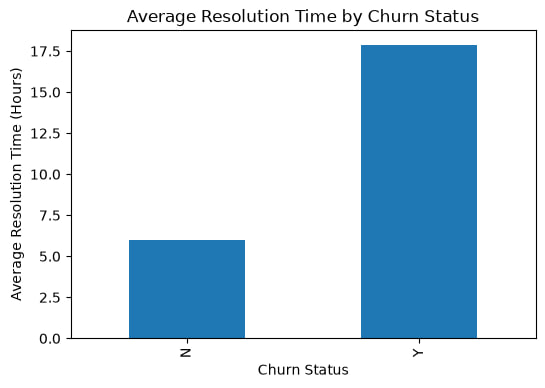 Average Resolution Time by Churn Status
Average Resolution Time (Hours)
17.5
15.0
12.5
10.0
7.5
5.0
2.5
0.0
N
Y
Churn Status